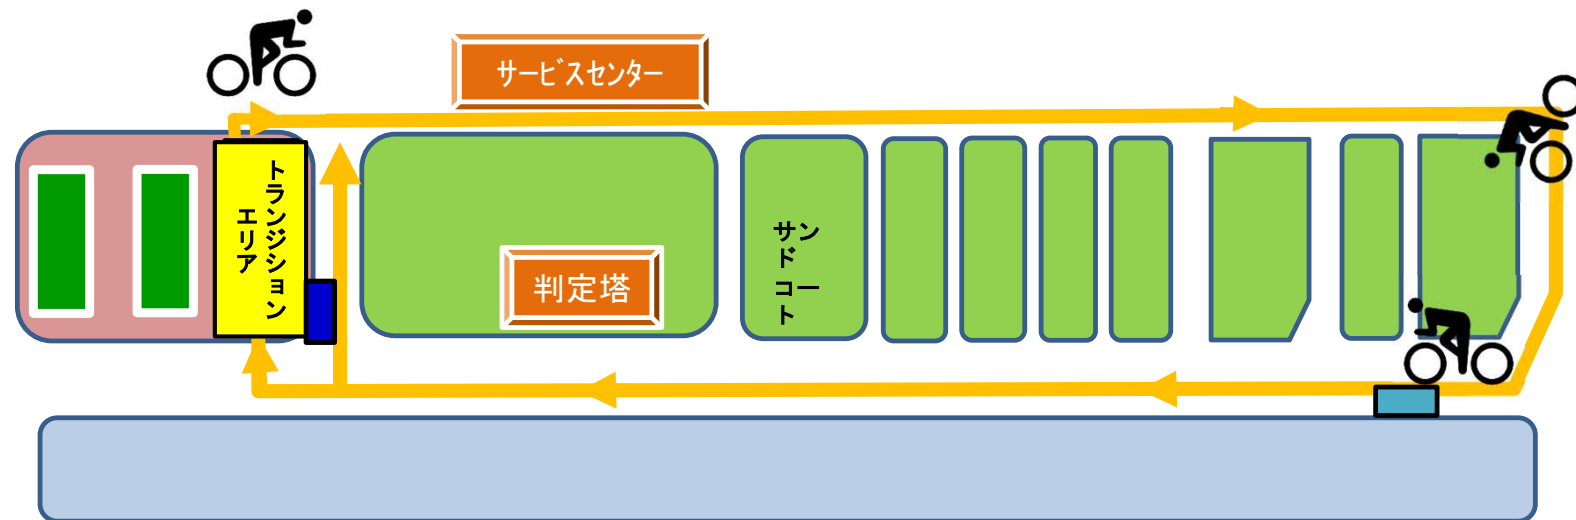 サービスセンター
トランジション
エリア
判定塔
サンド
コート